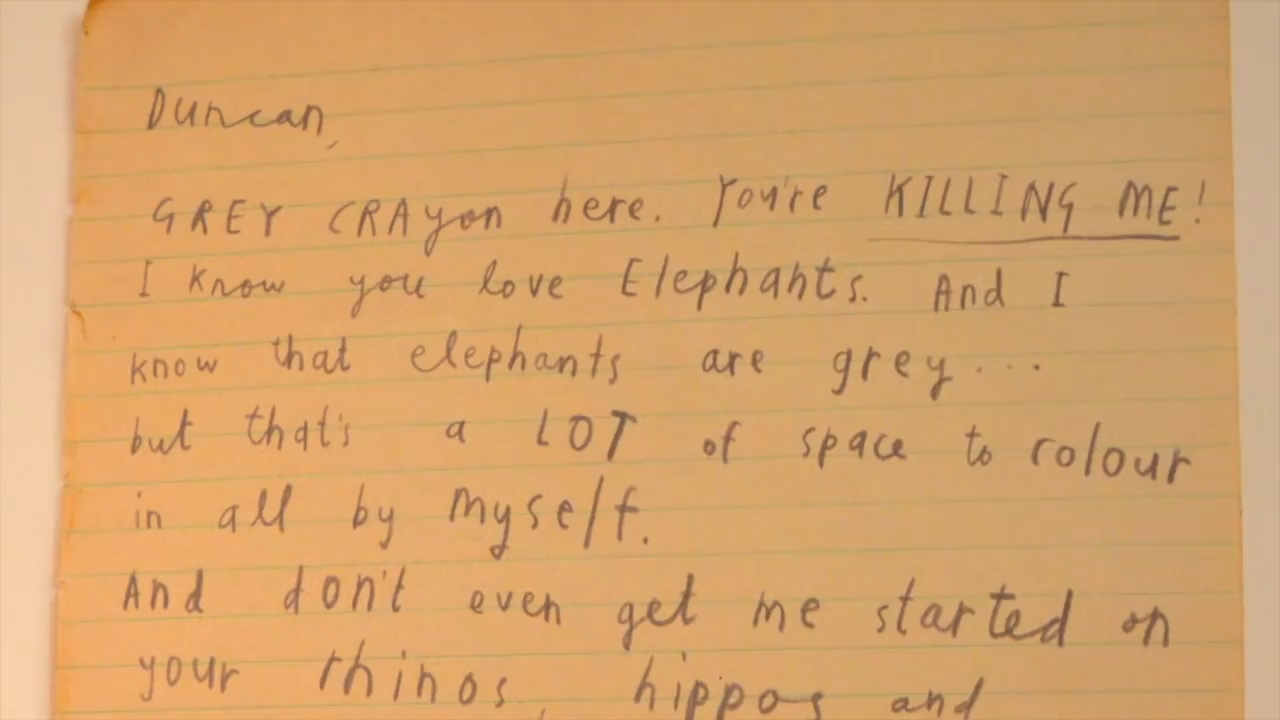 Duncan,
GREY CRAyon here. You're KILLING ME!
I know you love Elephants. And I
know that elephants are grey...
but that's a LOT of space to colour
in all by myself.
And don't even get me started on
your rhinos, hippos and